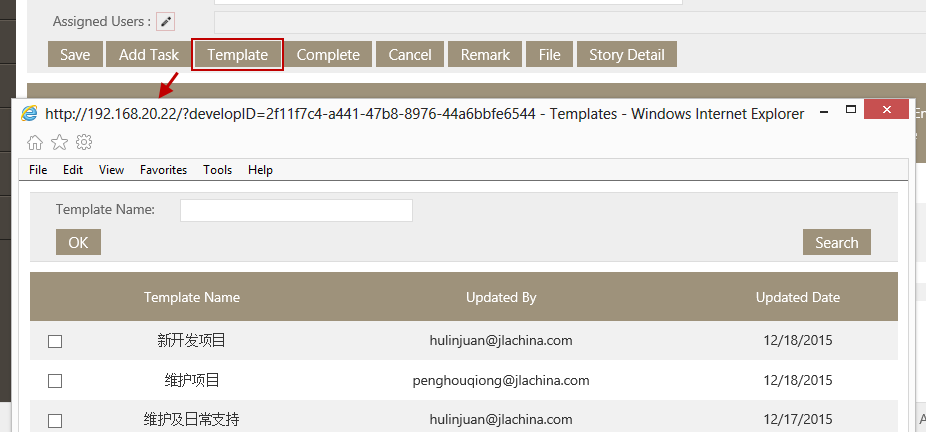 Assigned Users :
Save Add Task Template Complete Cancel Remark File Story Detail
http://192.168.20.22/?developID=2f11f7c4-a441-47b8-8976-44a6bbfe6544 - Templates - Windows Internet Explorer
File Edit View Favorites Tools Help
Template Name:
OK Search
Template Name Updated By Updated Date
新开发项目 hulinjuan@jlachina.com 12/18/2015
维护项目 penghouqiong@jlachina.com 12/18/2015
维护及日常支持 hulinjuan@jlachina.com 12/17/2015